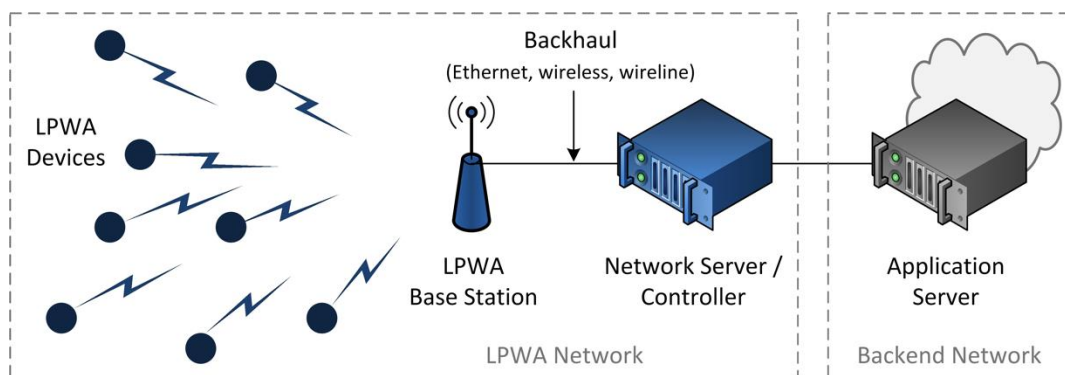 Backhaul
(Ethernet, wireless, wireline)
LPWA
Devices
LPWA
Base Station
Network Server /
Controller
Application
Server
LPWA Network
Backend Network